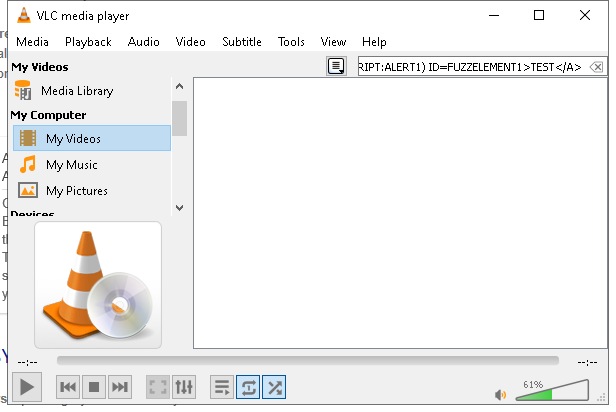 VLC media player
Media Playback Audio Video Subtitle Tools View Help
My Videos
RIPT:ALERT1) ID=FUZZELEMENT1>TEST</A>
Media Library
My Computer
My Videos
My Music
My Pictures
Devices
--:--
--:--
61%